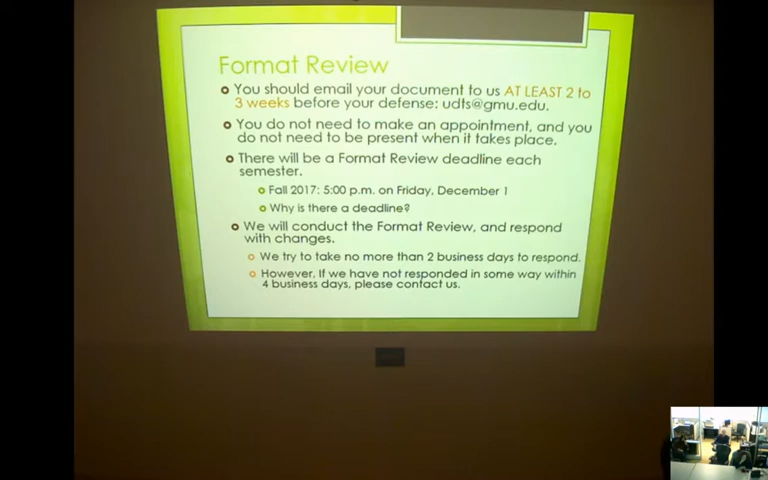 Format Review
You should email your document to us AT LEAST 2 to
3 weeks before your defense: udts@gmu.edu.
You do not need to make an appointment, and you
do not need to be present when it takes place.
There will be a Format Review deadline each
semester.
Fall 2017: 5:00 p.m. on Friday, December 1
Why is there a deadline?
We will conduct the Format Review, and respond
with changes.
We try to take no more than 2 business days to respond.
However, if we have not responded in some way within
4 business days, please contact us.